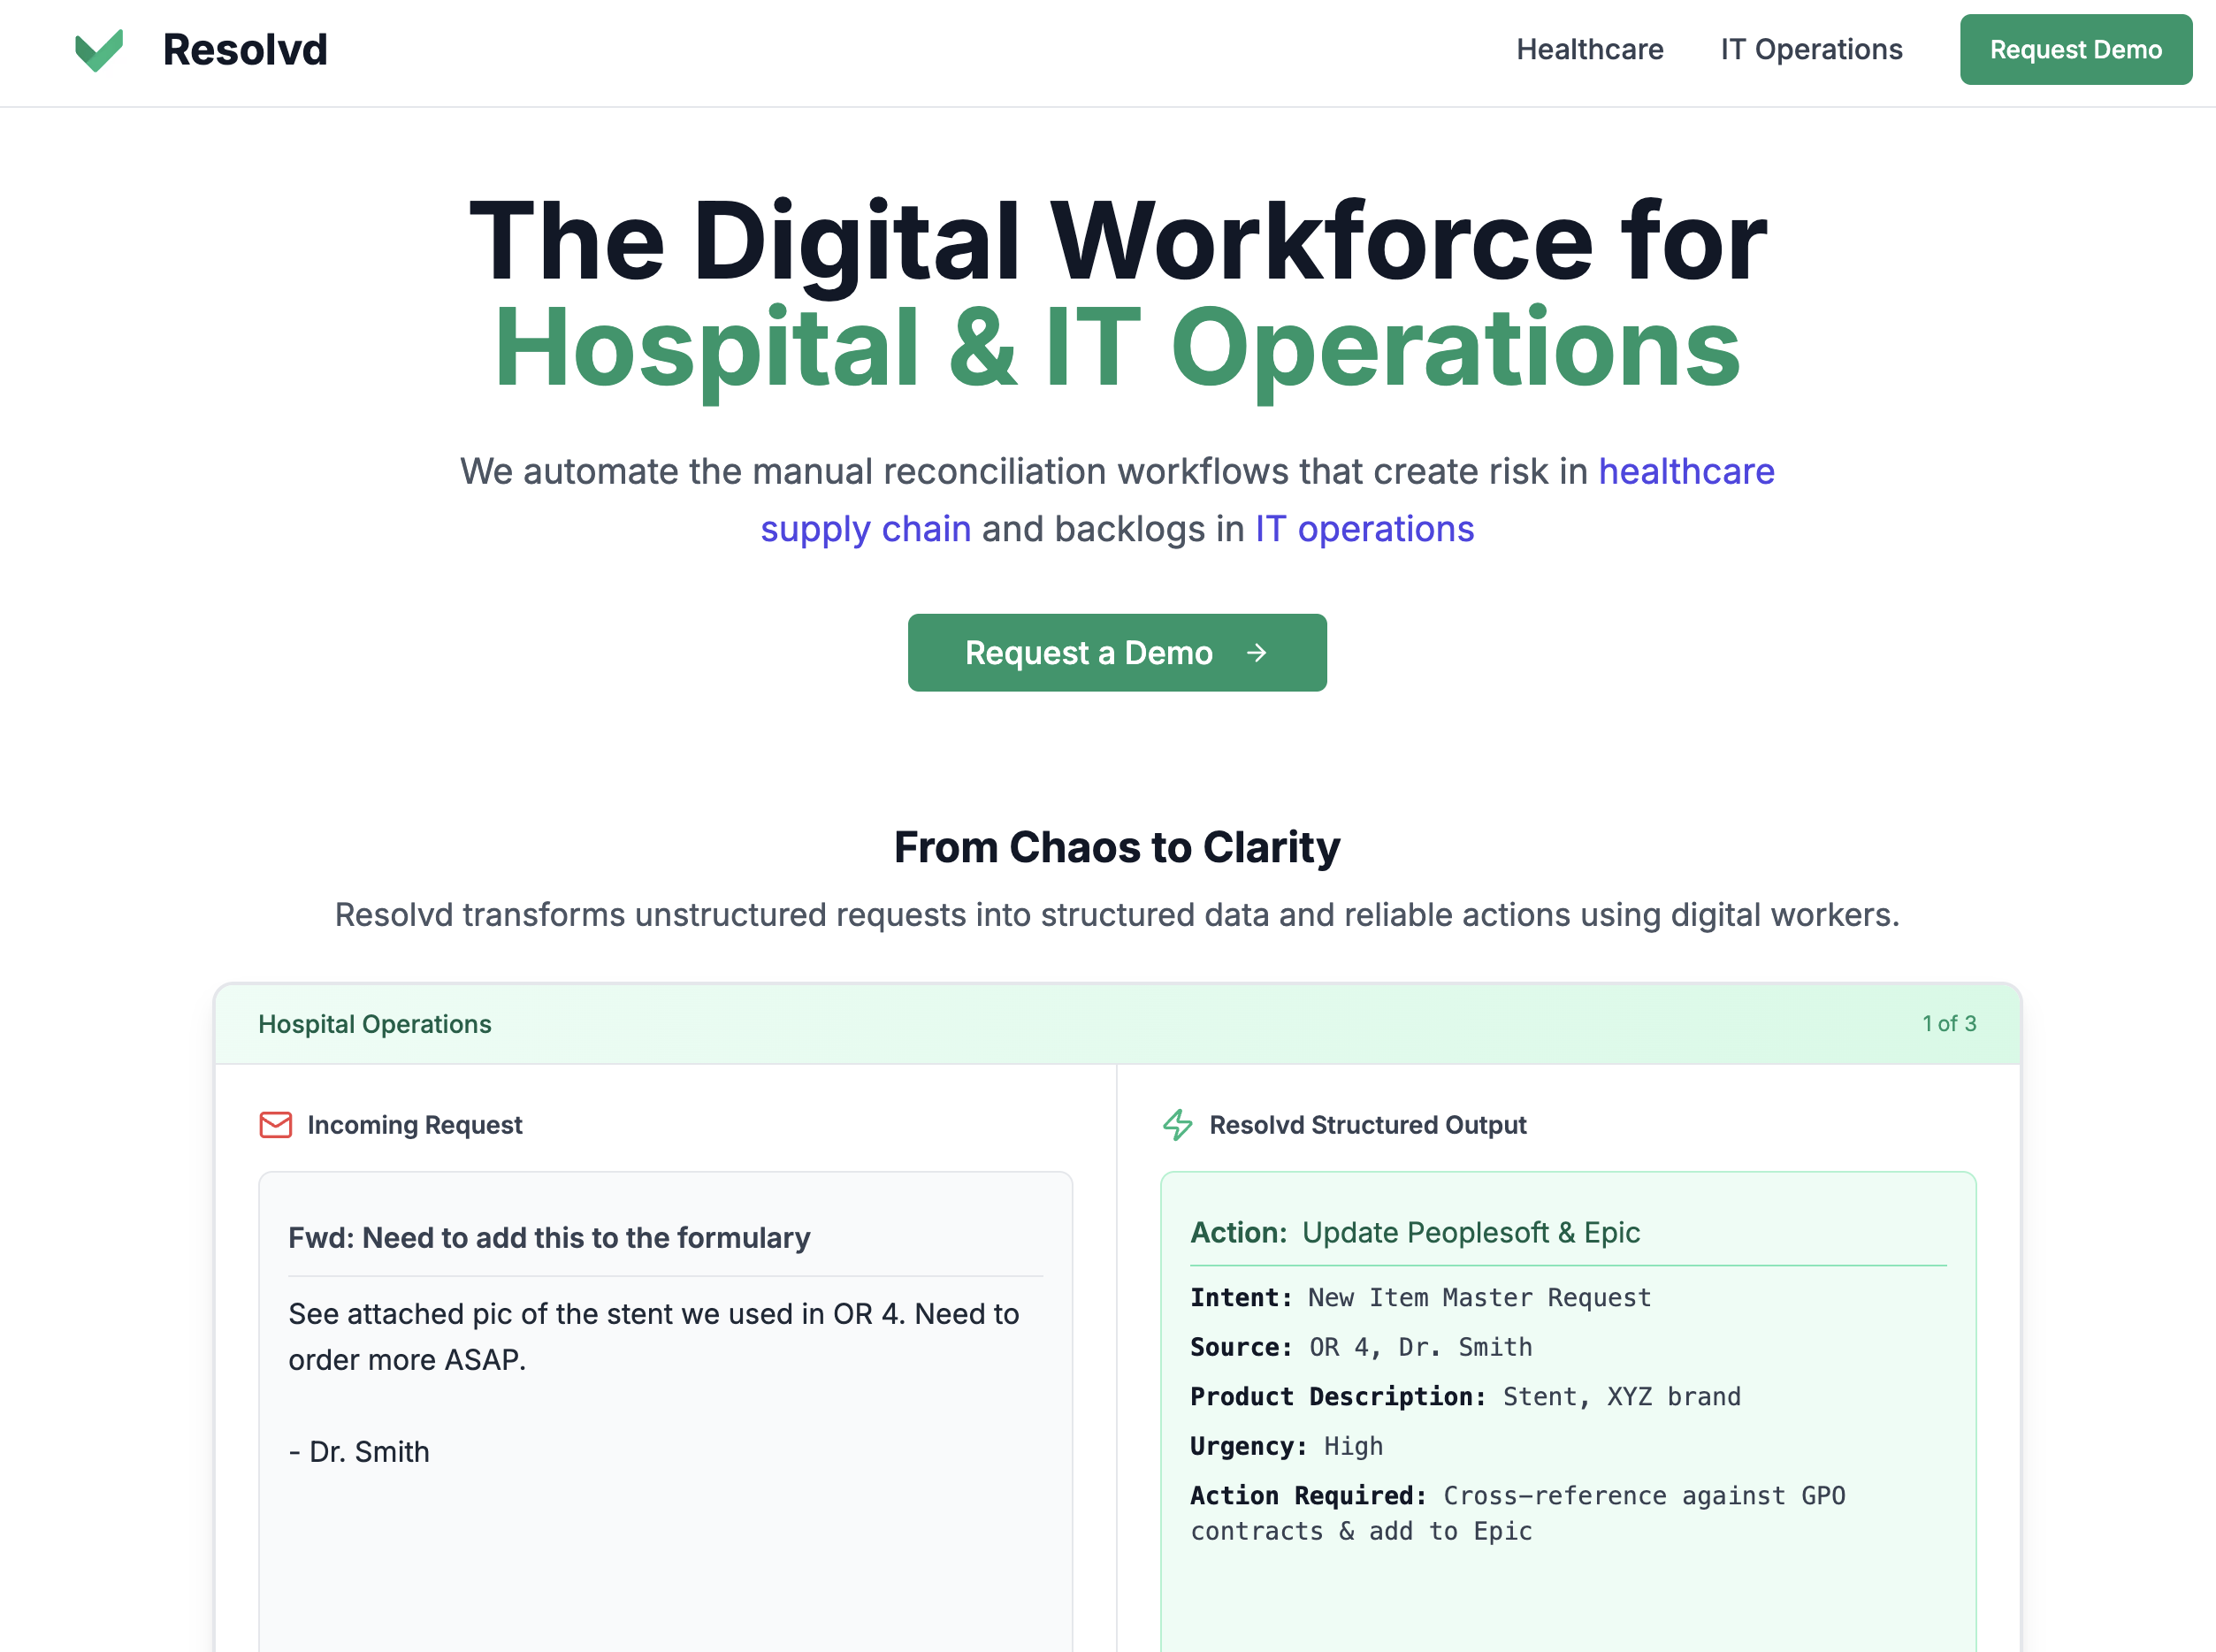 Resolvd
Healthcare
IT Operations
Request Demo
The Digital Workforce for
Hospital & IT Operations
We automate the manual reconciliation workflows that create risk in healthcare
supply chain and backlogs in IT operations
Request a Demo →
From Chaos to Clarity
Resolvd transforms unstructured requests into structured data and reliable actions using digital workers.
Hospital Operations
1 of 3
Incoming Request
Fwd: Need to add this to the formulary
See attached pic of the stent we used in OR 4. Need to
order more ASAP.
- Dr. Smith
Resolvd Structured Output
Action: Update Peoplesoft & Epic
Intent: New Item Master Request
Source: OR 4, Dr. Smith
Product Description: Stent, XYZ brand
Urgency: High
Action Required: Cross-reference against GPO
contracts & add to Epic